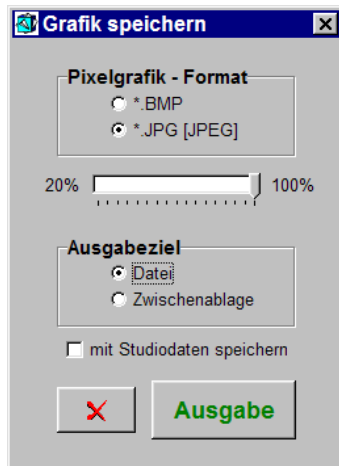 Grafik speichern
Pixelgrafik - Format
*.BMP
*.JPG [JPEG]
20% 100%
Ausgabeziel
Datei
Zwischenablage
mit Studiodaten speichern
Ausgabe